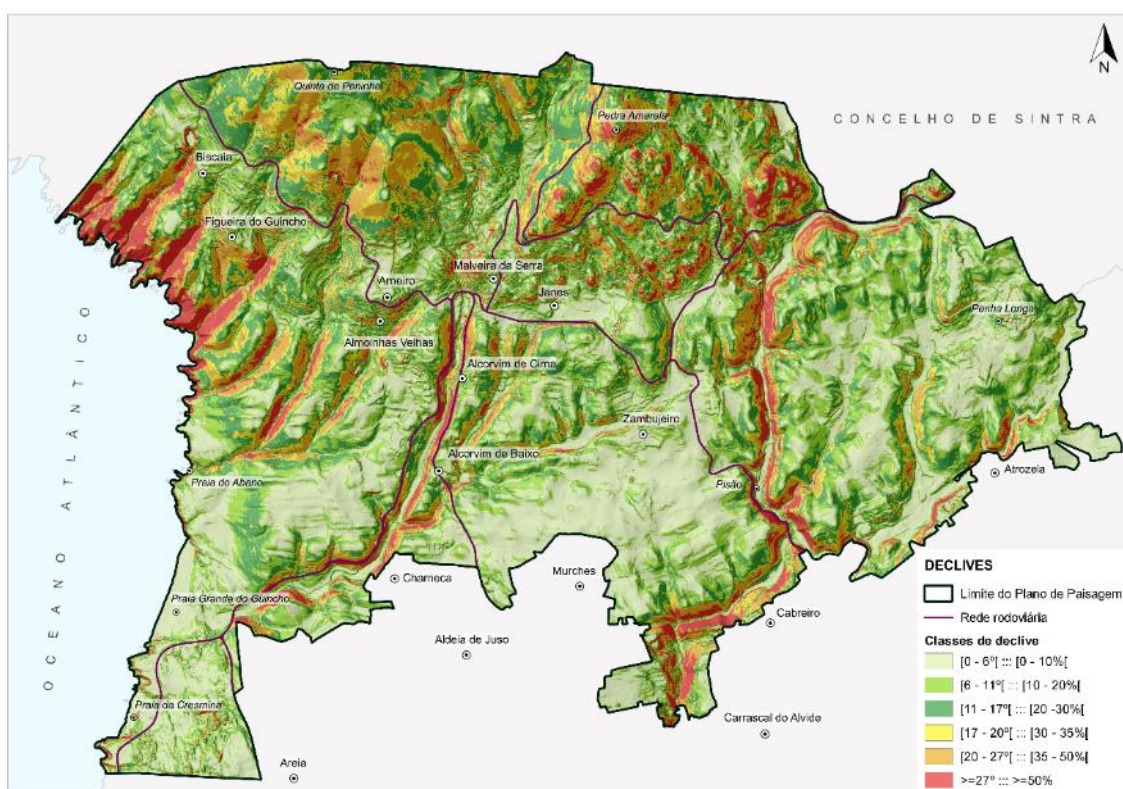 N
CONCELHO DE SINTRA
Quinta da Peninha
Pedra Amarela
Biscaia
Figueira do Guincho
Malveira da Serra
Arneiro
Janes
Penha Longa
Almoinhas Velhas
Alcorvim de Cima
Zambujeiro
Alcorvim de Baixo
Atrozela
Praia do Abano
Pisão
OCEANO ATLÂNTICO
Charneca
Murches
Praia Grande do Guincho
Cabreiro
Aldeia de Juso
Praia da Cresmina
Carrascal do Alvide
Areia
DECLIVES
Limite do Plano de Paisagem
Rede rodoviária
Classes de declive
[0 - 6º[ ::: [0 - 10%[
[6 - 11º[ ::: [10 - 20%[
[11 - 17º[ ::: [20 -30%[
[17 - 20º[ ::: [30 - 35%[
[20 - 27º[ ::: [35 - 50%[
>=27º ::: >=50%